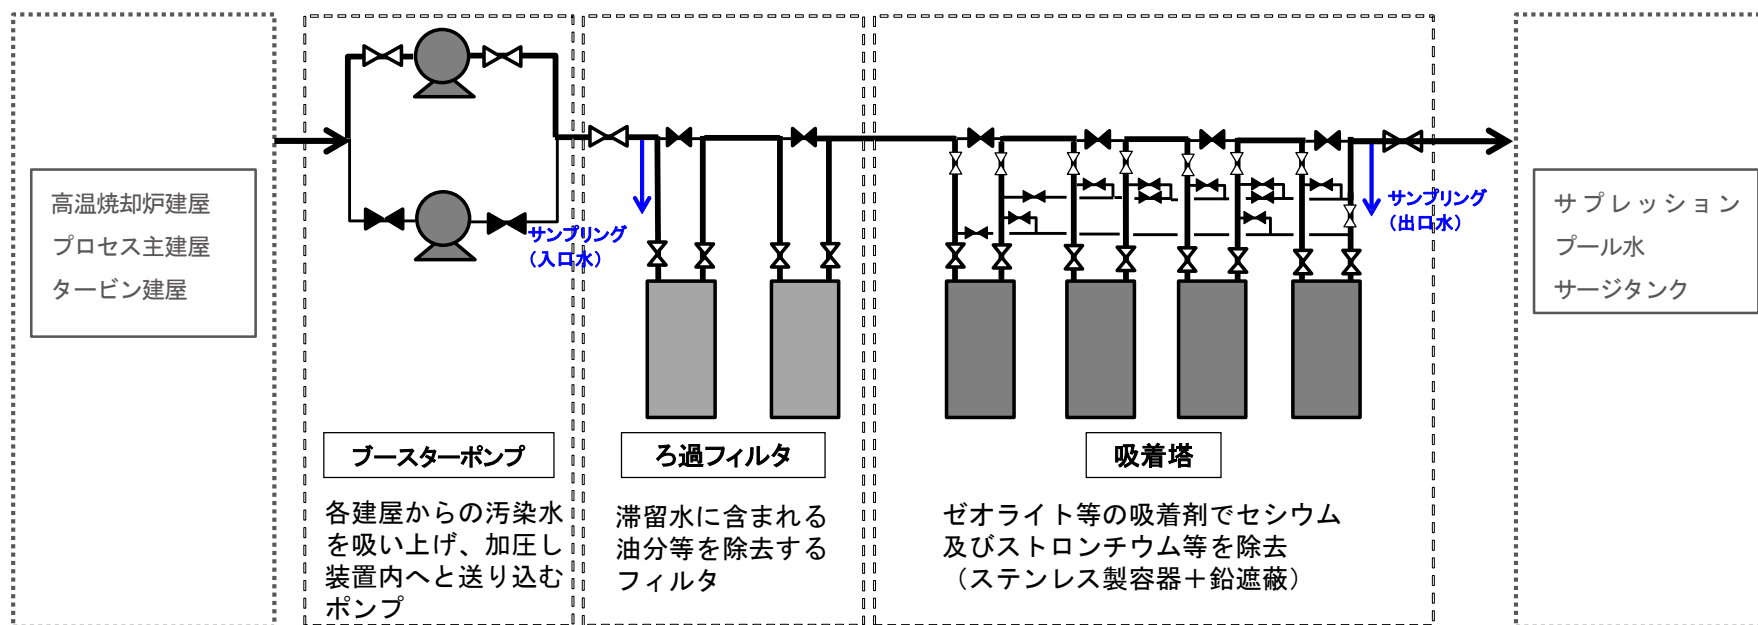 高温焼却炉建屋
プロセス主建屋
タービン建屋
サンプリング
（入口水）
サンプリング
（出口水）
サプレッション
プール水
サージタンク
ブースターポンプ
各建屋からの汚染水
を吸い上げ、加圧し
装置内へと送り込む
ポンプ
ろ過フィルタ
滞留水に含まれる
油分等を除去する
フィルタ
吸着塔
ゼオライト等の吸着剤でセシウム
及びストロンチウム等を除去
（ステンレス製容器＋鉛遮蔽）